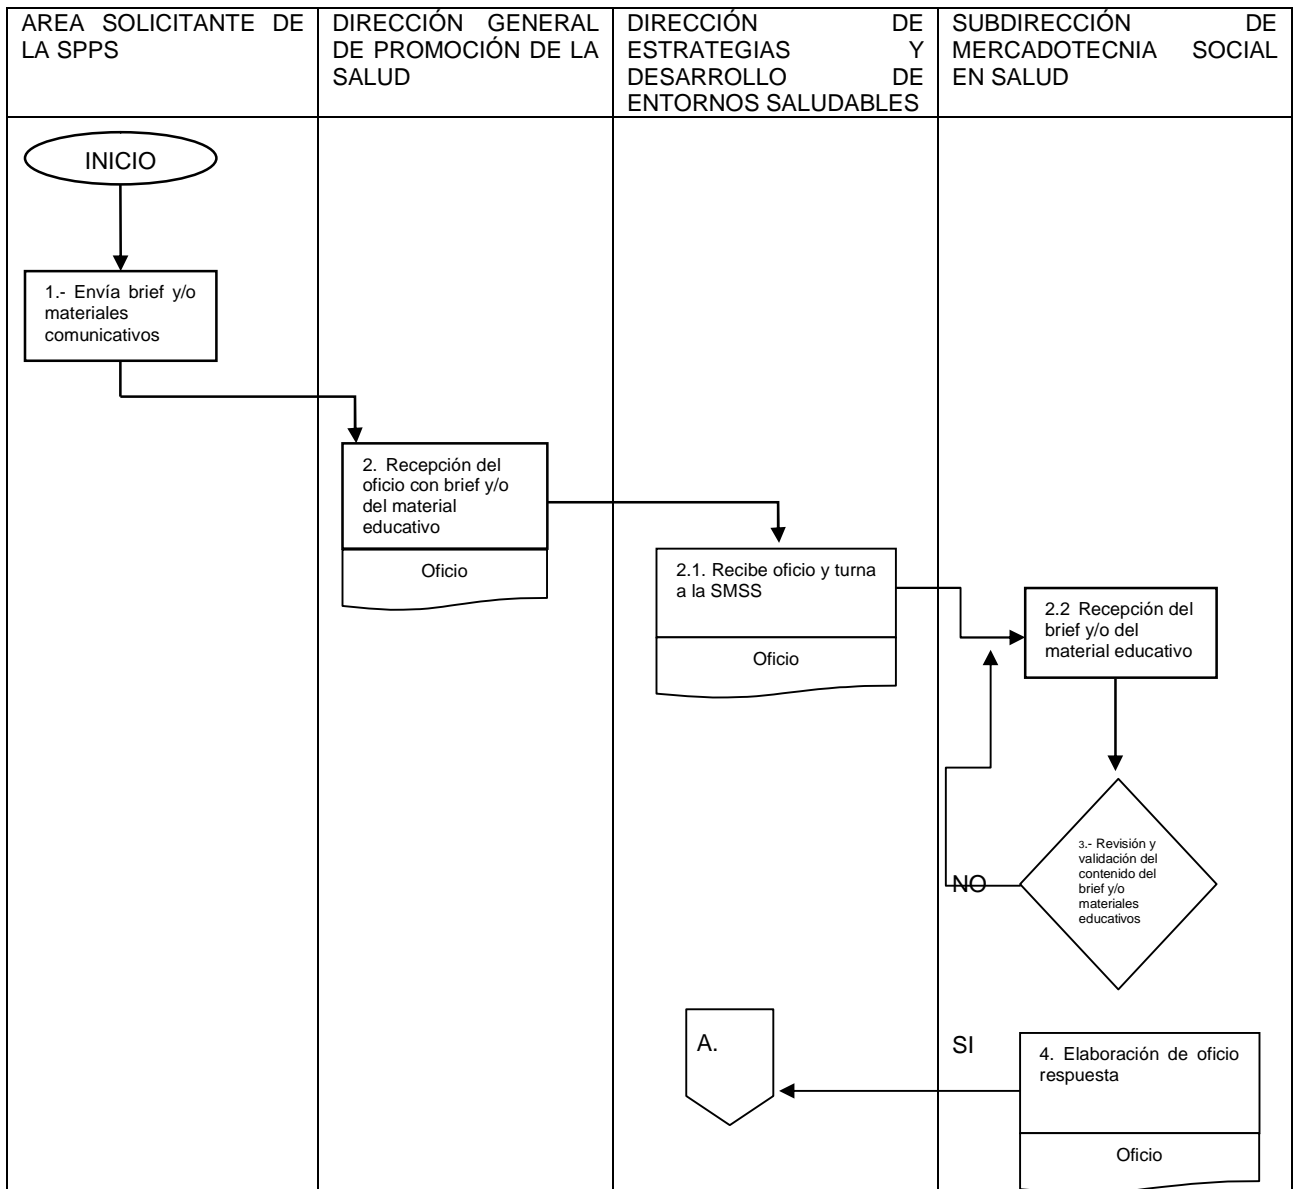 AREA SOLICITANTE DE
LA SPPS
DIRECCIÓN GENERAL
DE PROMOCIÓN DE LA
SALUD
DIRECCIÓN DE
ESTRATEGIAS Y
DESARROLLO DE
ENTORNOS SALUDABLES
SUBDIRECCIÓN DE
MERCADOTECNIA SOCIAL
EN SALUD
INICIO
1.- Envía brief y/o
materiales
comunicativos
2. Recepción del
oficio con brief y/o
del material
educativo
Oficio
2.1. Recibe oficio y turna
a la SMSS
Oficio
2.2 Recepción del
brief y/o del
material educativo
3.- Revisión y
validación del
contenido del
brief y/o
materiales
educativos
NO
A.
SI
4. Elaboración de oficio
respuesta
Oficio